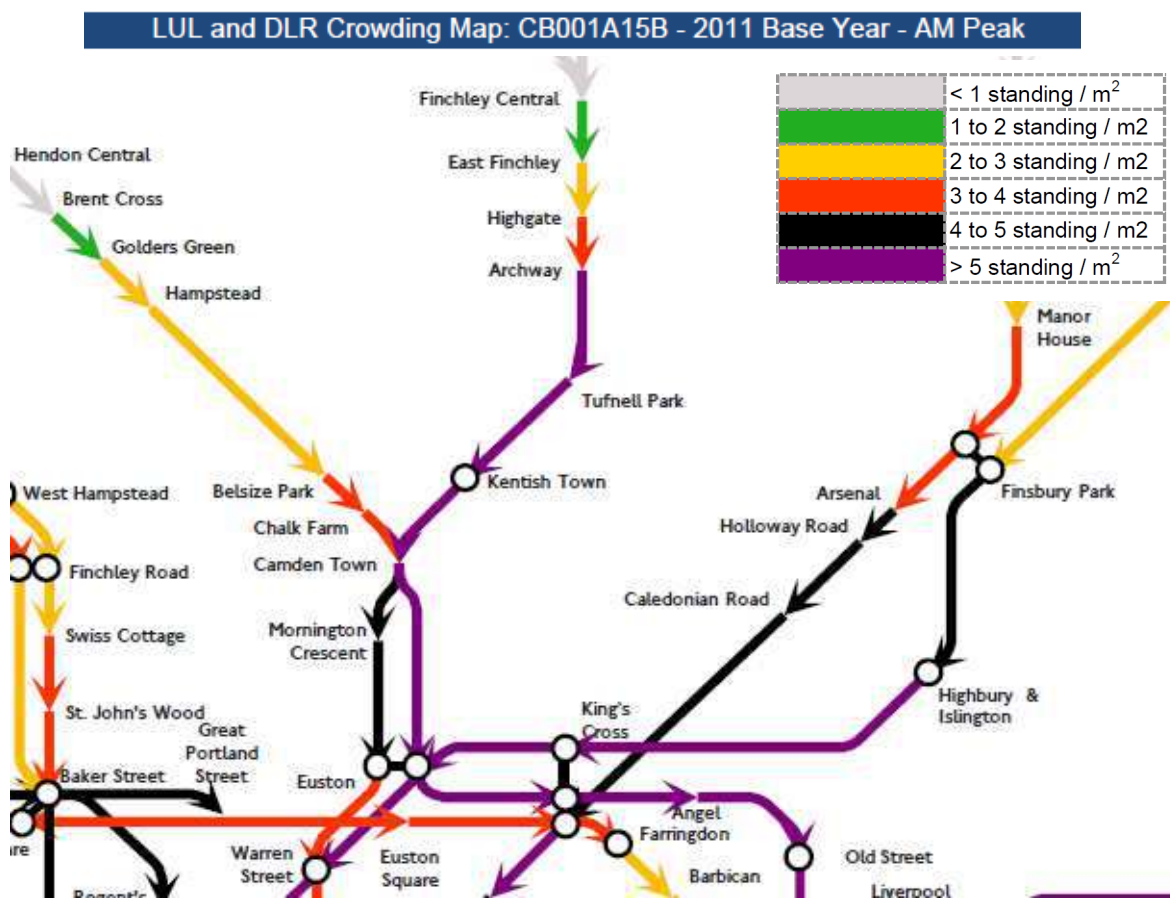 LUL and DLR Crowding Map: CB001A15B - 2011 Base Year - AM Peak
< 1 standing / m²
1 to 2 standing / m2
2 to 3 standing / m2
3 to 4 standing / m2
4 to 5 standing / m2
> 5 standing / m²
Finchley Central
Hendon Central
East Finchley
Brent Cross
Highgate
Golders Green
Archway
Hampstead
Manor
House
Tufnell Park
West Hampstead
Belsize Park
Kentish Town
Arsenal
Finsbury Park
Chalk Farm
Holloway Road
Finchley Road
Camden Town
Caledonian Road
Swiss Cottage
Mornington
Crescent
St. John's Wood
King's
Cross
Highbury &
Islington
Great
Portland
Street
Baker Street
Euston
Angel
Farringdon
re
Warren
Street
Euston
Square
Old Street
Barbican
Regent's
Liverpool